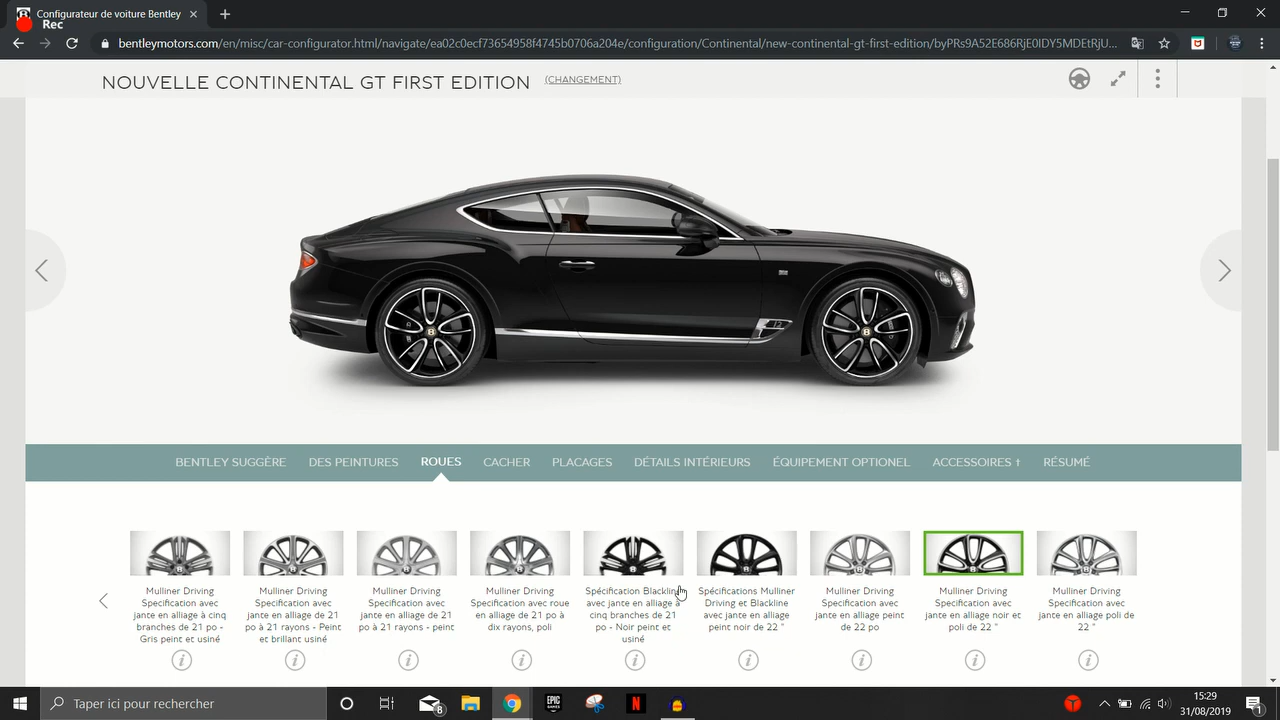 Configurateur de voiture Bentley
Rec
bentleymotors.com/en/misc/car-configurator.html/navigate/ea02c0ecf73654958f4745b0706a204e/configuration/Continental/new-continental-gt-first-edition/byPRs9A52E686RjE0IDY5MDEtRjU...
NOUVELLE CONTINENTAL GT FIRST EDITION (CHANGEMENT)
12
BENTLEY SUGGÈRE DES PEINTURES ROUES CACHER PLACAGES DÉTAILS INTÉRIEURS ÉQUIPEMENT OPTIONEL ACCESSOIRES † RÉSUMÉ
Mulliner Driving
Specification avec
jante en alliage à cinq
branches de 21 po -
Gris peint et usiné
Mulliner Driving
Specification avec
jante en alliage de 21
po à 21 rayons - Peint
et brillant usiné
Mulliner Driving
Specification avec
jante en alliage de 21
po à 21 rayons - peint
Mulliner Driving
Specification avec roue
en alliage de 21 po à
dix rayons, poli
Spécification Blackline
avec jante en alliage à
cinq branches de 21
po - Noir peint et
usiné
Spécifications Mulliner
Driving et Blackline
avec jante en alliage
peint noir de 22 "
Mulliner Driving
Specification avec
jante en alliage peint
de 22 po
Mulliner Driving
Specification avec
jante en alliage noir et
poli de 22 "
Mulliner Driving
Specification avec
jante en alliage poli de
22 "
i i i i i i i i i
Taper ici pour rechercher
8
EPIC
GAMES
N
15:29
31/08/2019
1